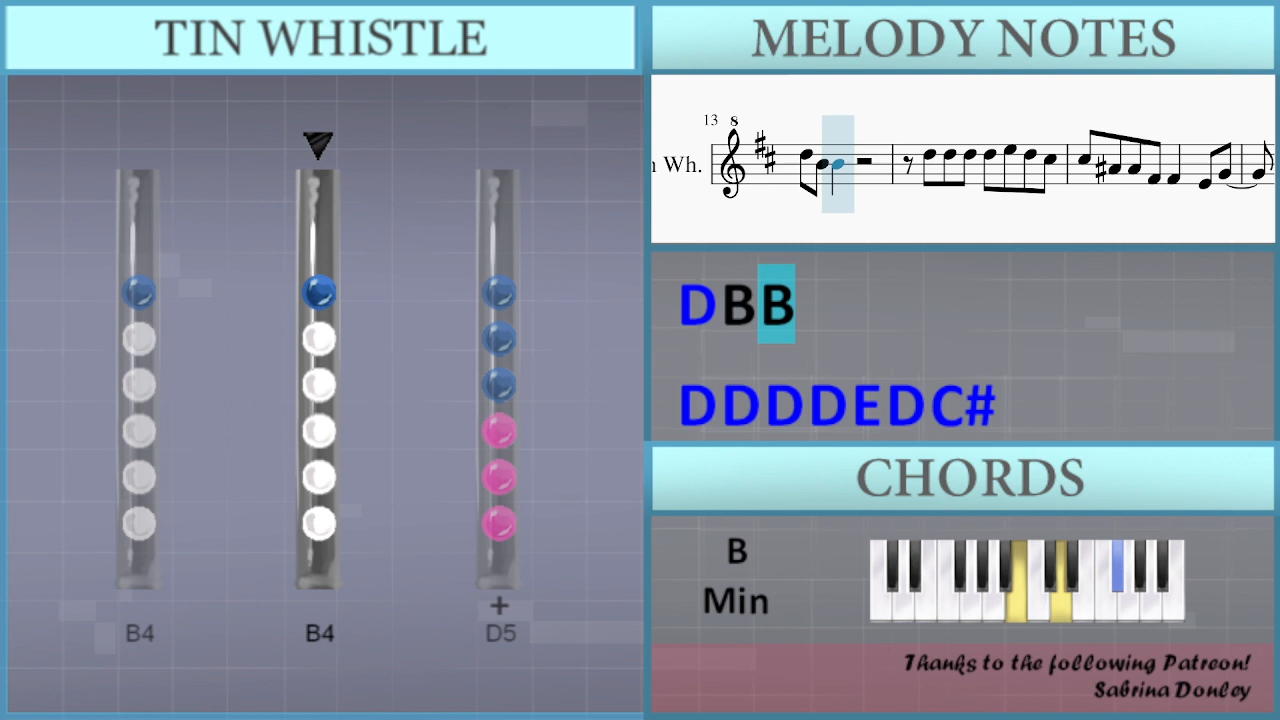 TIN WHISTLE
B4
B4
+
D5
MELODY NOTES
13
8
Wh.
DBB
DDDDEDC#
CHORDS
B
Min
Thanks to the following Patreon!
Sabrina Donley